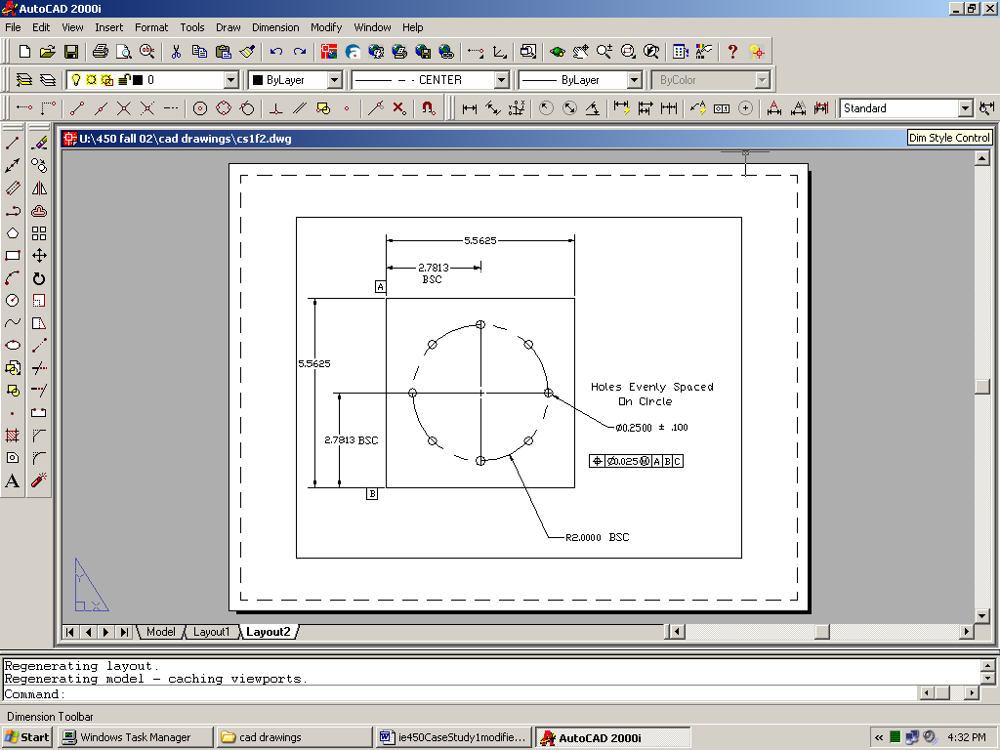 AutoCAD 2000i
File Edit View Insert Format Tools Draw Dimension Modify Window Help
0 ByLayer CENTER ByLayer ByColor
Standard
U:\450 fall 02\cad drawings\cs1f2.dwg
Dim Style Control
5.5625
2.7813
BSC
A
5.5625
Holes Evenly Spaced
On Circle
Ø0.2500 ± .100
2.7813 BSC
⌖ Ø0.025Ⓜ A B C
B
R2.0000 BSC
Y
X
Model Layout1 Layout2
Regenerating layout.
Regenerating model - caching viewports.
Command:
Dimension Toolbar
Start Windows Task Manager cad drawings ie450CaseStudy1modifie... AutoCAD 2000i « 4:32 PM